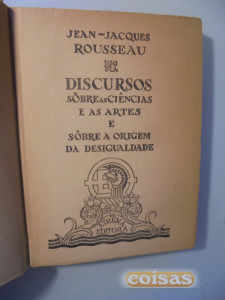 JEAN-JACQUES
ROUSSEAU
DISCURSOS
SÔBRE AS CIÊNCIAS
E AS ARTES
E
SÔBRE A ORIGEM
DA DESIGUALDADE
EDITORA
coisas